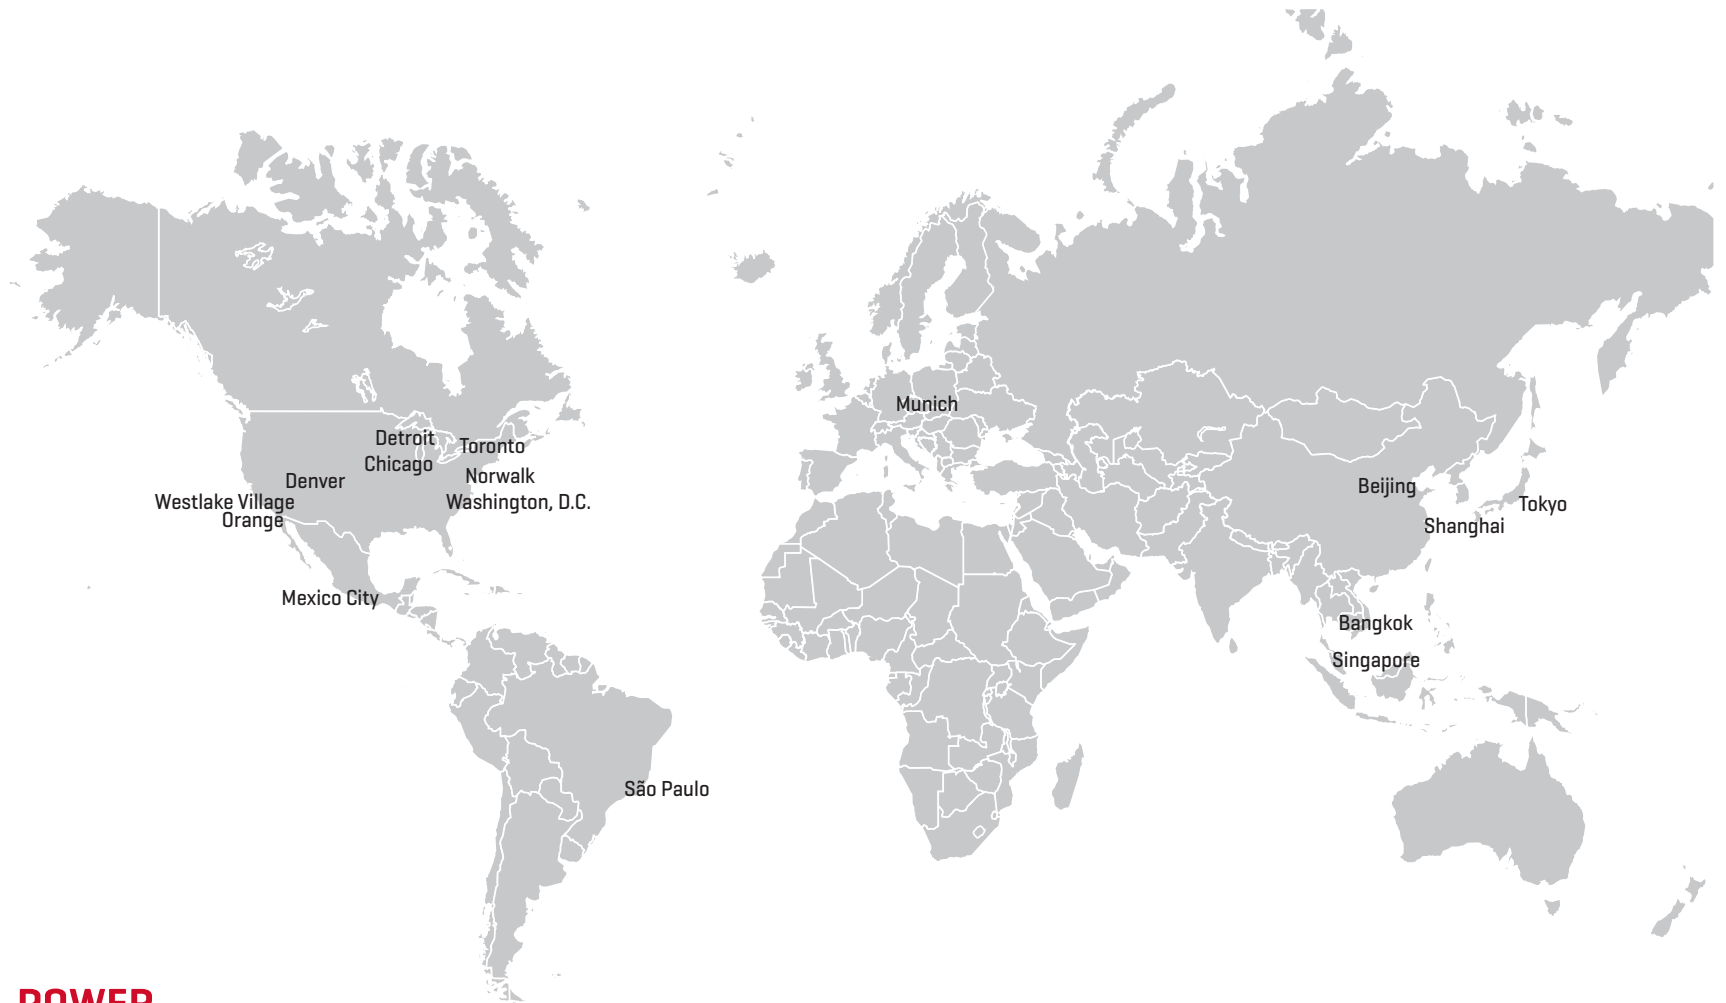 Munich
Detroit
Toronto
Chicago
Norwalk
Denver
Beijing
Westlake Village
Washington, D.C.
Tokyo
Orange
Shanghai
Mexico City
Bangkok
Singapore
São Paulo
POWER